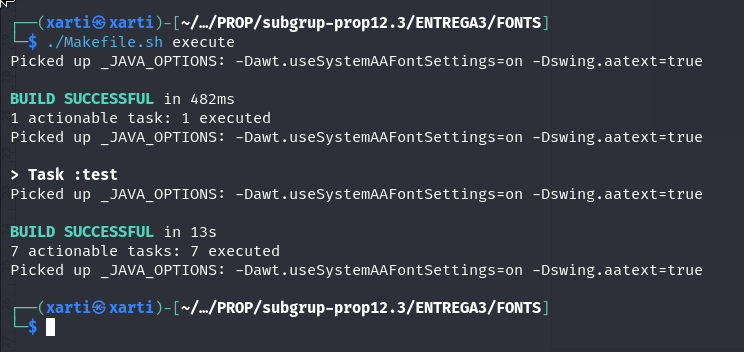 ┌──(xarti㉿xarti)-[~/…/PROP/subgrup-prop12.3/ENTREGA3/FONTS]
└─$ ./Makefile.sh execute
Picked up _JAVA_OPTIONS: -Dawt.useSystemAAFontSettings=on -Dswing.aatext=true
BUILD SUCCESSFUL in 482ms
1 actionable task: 1 executed
Picked up _JAVA_OPTIONS: -Dawt.useSystemAAFontSettings=on -Dswing.aatext=true
> Task :test
Picked up _JAVA_OPTIONS: -Dawt.useSystemAAFontSettings=on -Dswing.aatext=true
BUILD SUCCESSFUL in 13s
7 actionable tasks: 7 executed
Picked up _JAVA_OPTIONS: -Dawt.useSystemAAFontSettings=on -Dswing.aatext=true
┌──(xarti㉿xarti)-[~/…/PROP/subgrup-prop12.3/ENTREGA3/FONTS]
└─$